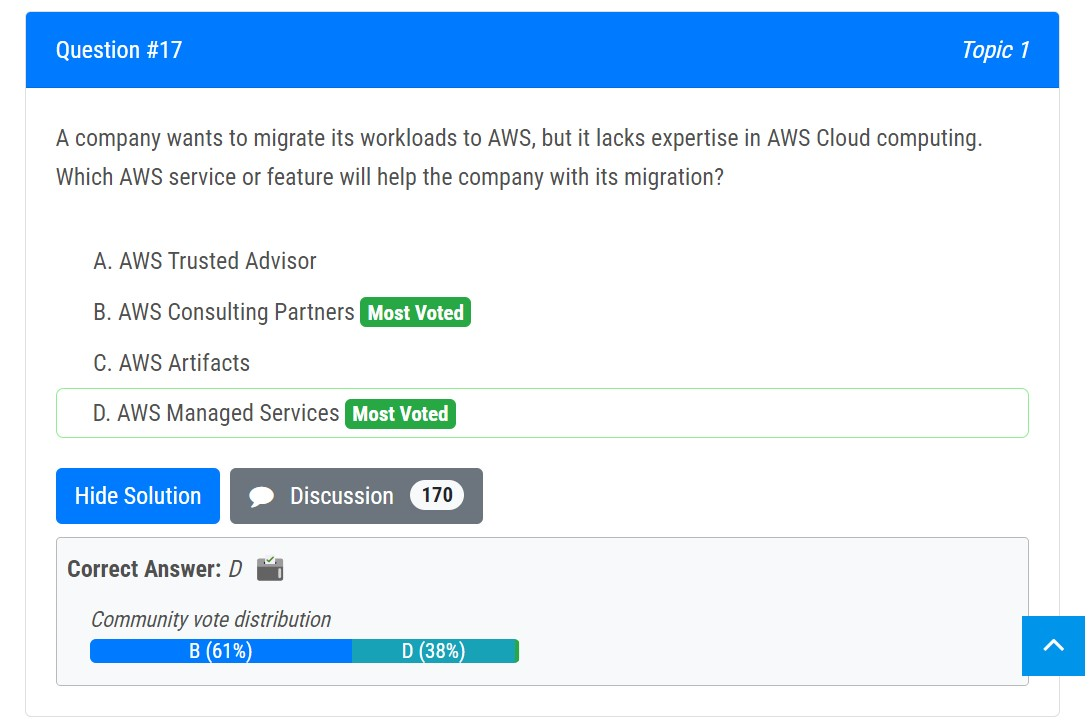 Question #17
Topic 1
A company wants to migrate its workloads to AWS, but it lacks expertise in AWS Cloud computing.
Which AWS service or feature will help the company with its migration?
A. AWS Trusted Advisor
B. AWS Consulting Partners Most Voted
C. AWS Artifacts
D. AWS Managed Services Most Voted
Hide Solution
Discussion 170
Correct Answer: D
Community vote distribution
B (61%)
D (38%)